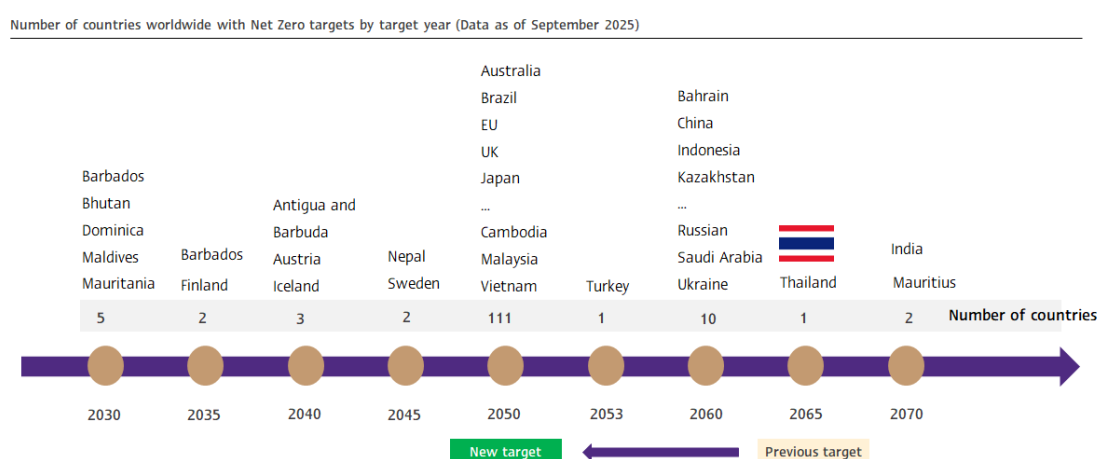 Number of countries worldwide with Net Zero targets by target year (Data as of September 2025)
Barbados
Bhutan
Dominica
Maldives
Mauritania
Barbados
Finland
Antigua and
Barbuda
Austria
Iceland
Nepal
Sweden
Australia
Brazil
EU
UK
Japan
...
Cambodia
Malaysia
Vietnam
Turkey
Bahrain
China
Indonesia
Kazakhstan
...
Russian
Saudi Arabia
Ukraine
Thailand
India
Mauritius
5 2 3 2 111 1 10 1 2 Number of countries
2030 2035 2040 2045 2050 2053 2060 2065 2070
New target Previous target